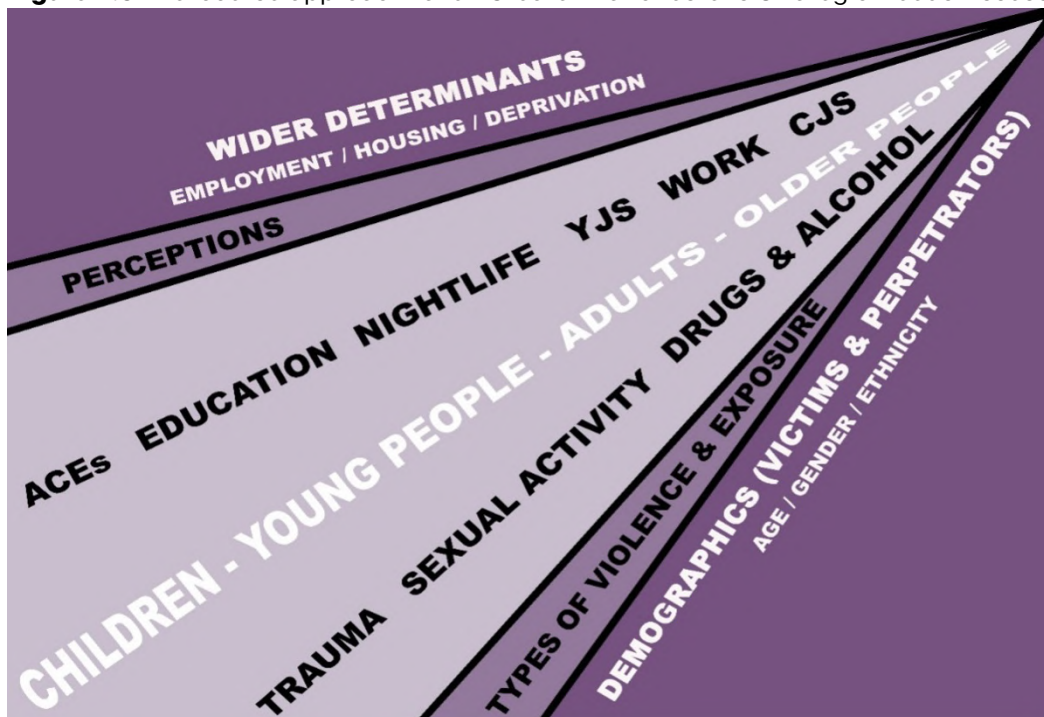 WIDER DETERMINANTS
EMPLOYMENT / HOUSING / DEPRIVATION
PERCEPTIONS
ACEs EDUCATION NIGHTLIFE YJS WORK CJS
CHILDREN - YOUNG PEOPLE - ADULTS - OLDER PEOPLE
TRAUMA SEXUAL ACTIVITY DRUGS & ALCOHOL
TYPES OF VIOLENCE & EXPOSURE
DEMOGRAPHICS (VICTIMS & PERPETRATORS)
AGE / GENDER / ETHNICITY